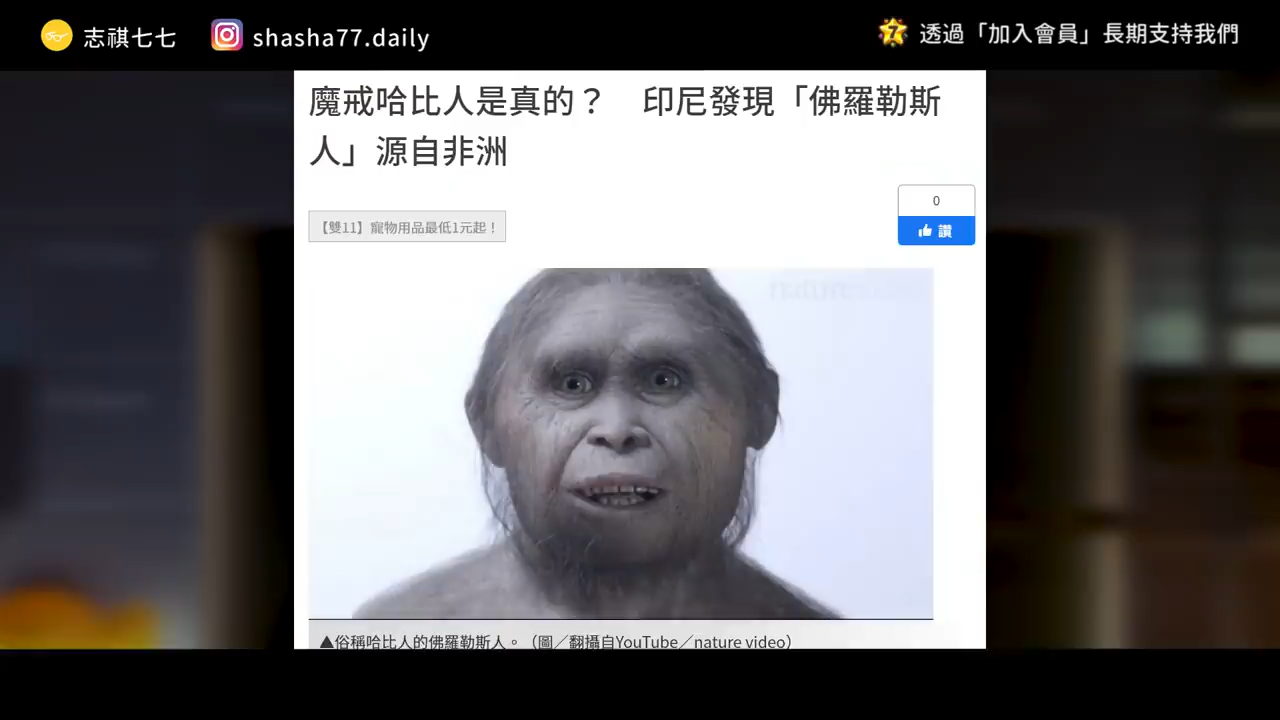 志祺七七
shasha77.daily
透過「加入會員」長期支持我們
魔戒哈比人是真的？　印尼發現「佛羅勒斯
人」源自非洲
0
讚
【雙11】寵物用品最低1元起！
nature
▲俗稱哈比人的佛羅勒斯人。（圖／翻攝自YouTube／nature video）